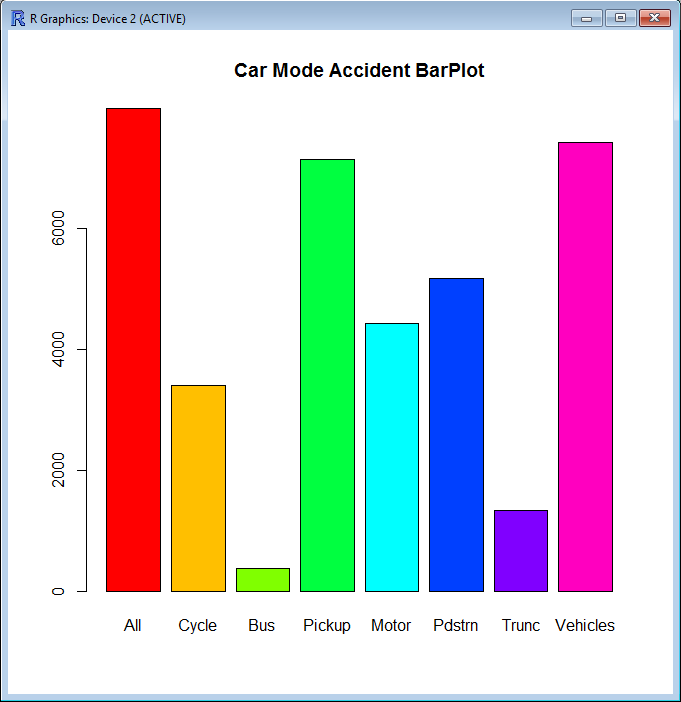 R Graphics: Device 2 (ACTIVE)
Car Mode Accident BarPlot
6000
4000
2000
0
All Cycle Bus Pickup Motor Pdstrn Trunc Vehicles